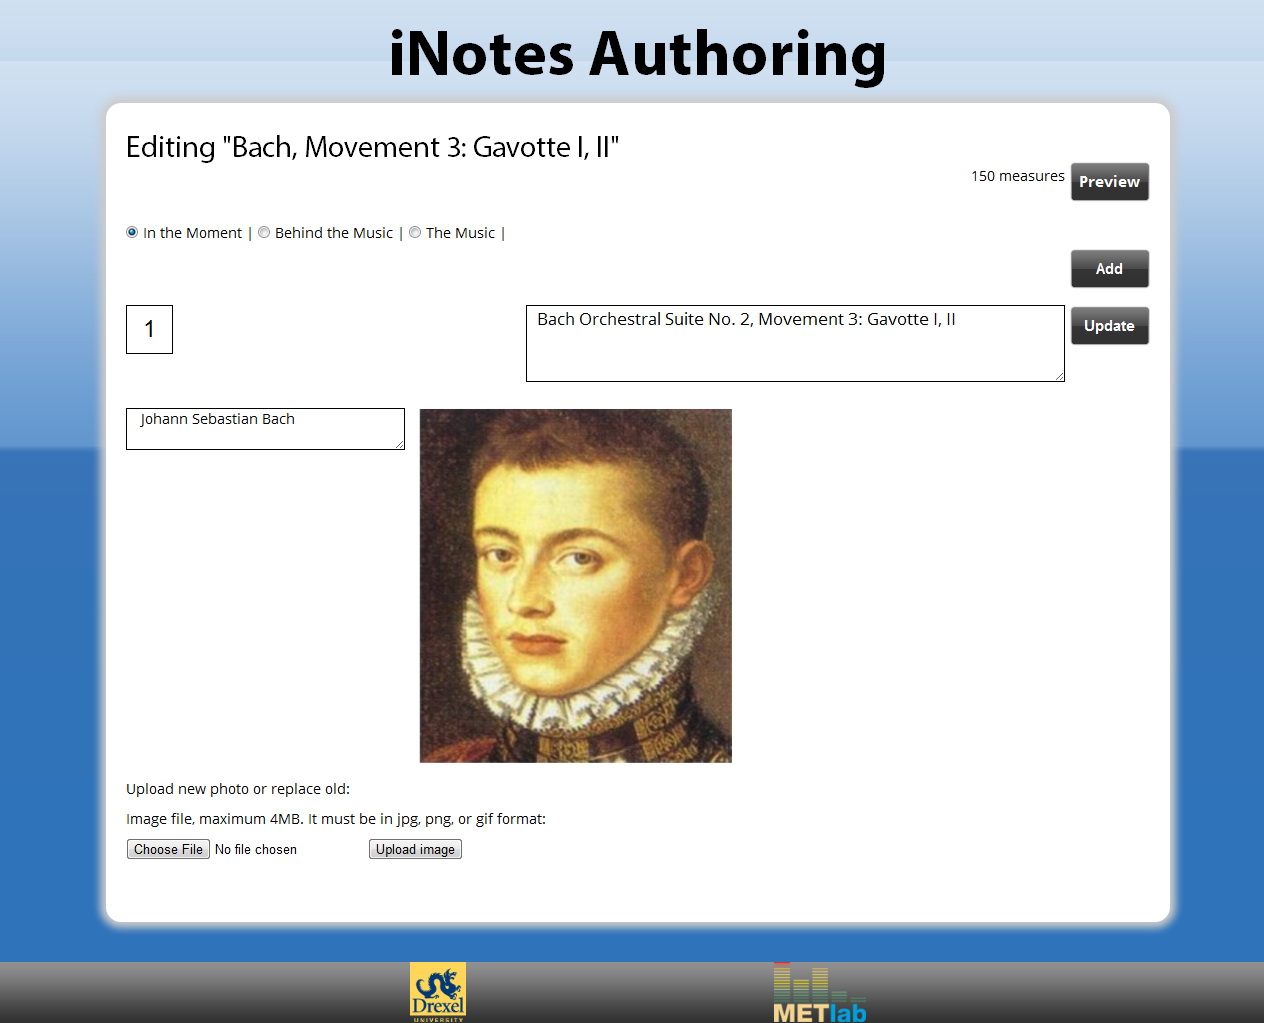 iNotes Authoring
Editing "Bach, Movement 3: Gavotte I, II"
150 measures Preview
In the Moment | Behind the Music | The Music |
Add
1
Bach Orchestral Suite No. 2, Movement 3: Gavotte I, II
Update
Johann Sebastian Bach
Upload new photo or replace old:
Image file, maximum 4MB. It must be in jpg, png, or gif format:
Choose File No file chosen Upload image
Drexel
UNIVERSITY
METlab